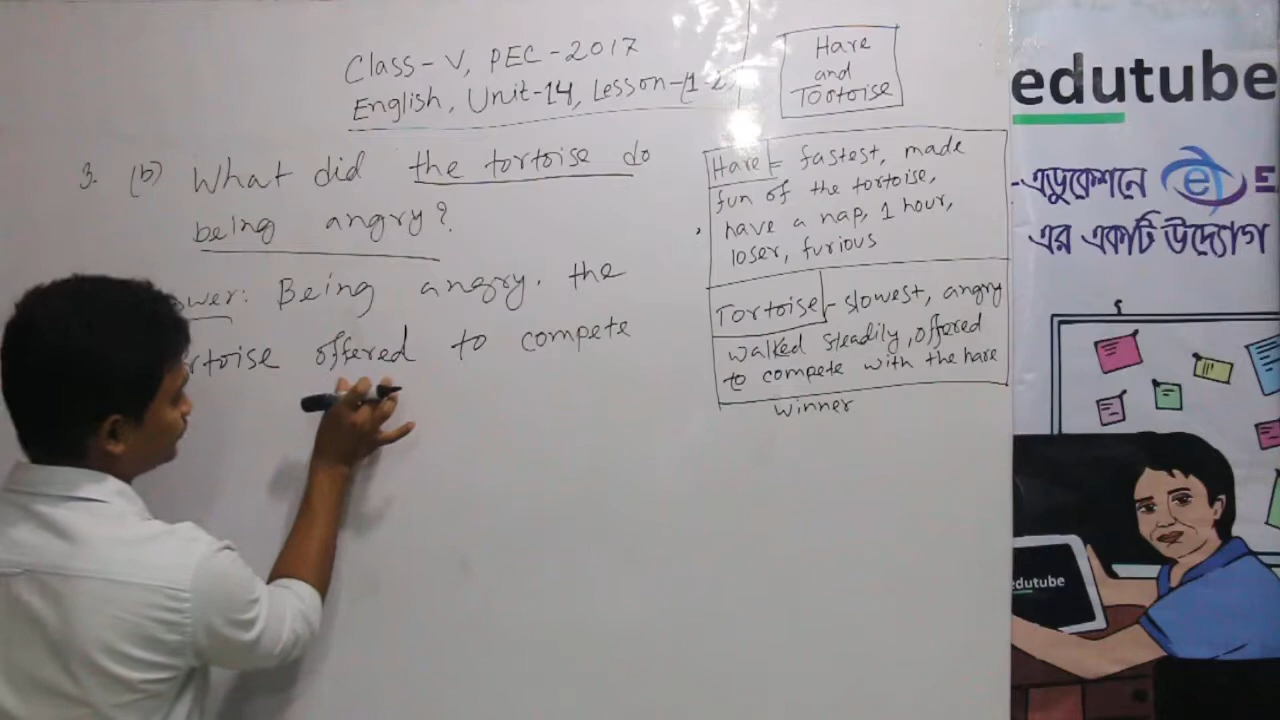 Class-V, PEC-2017
English, Unit-14, Lesson-(1-2)
Hare
and
Tortoise
3. (b) What did the tortoise do
being angry?
Being angry, the
offered to compete
Hare = fastest, made
fun of the tortoise,
have a nap, 1 hour,
loser, furious
Tortoise - slowest, angry
walked steadily, offered
to compete with the hare
winner
edutube
এডুকেশনে
এর একটি উদ্যোগ
edutube